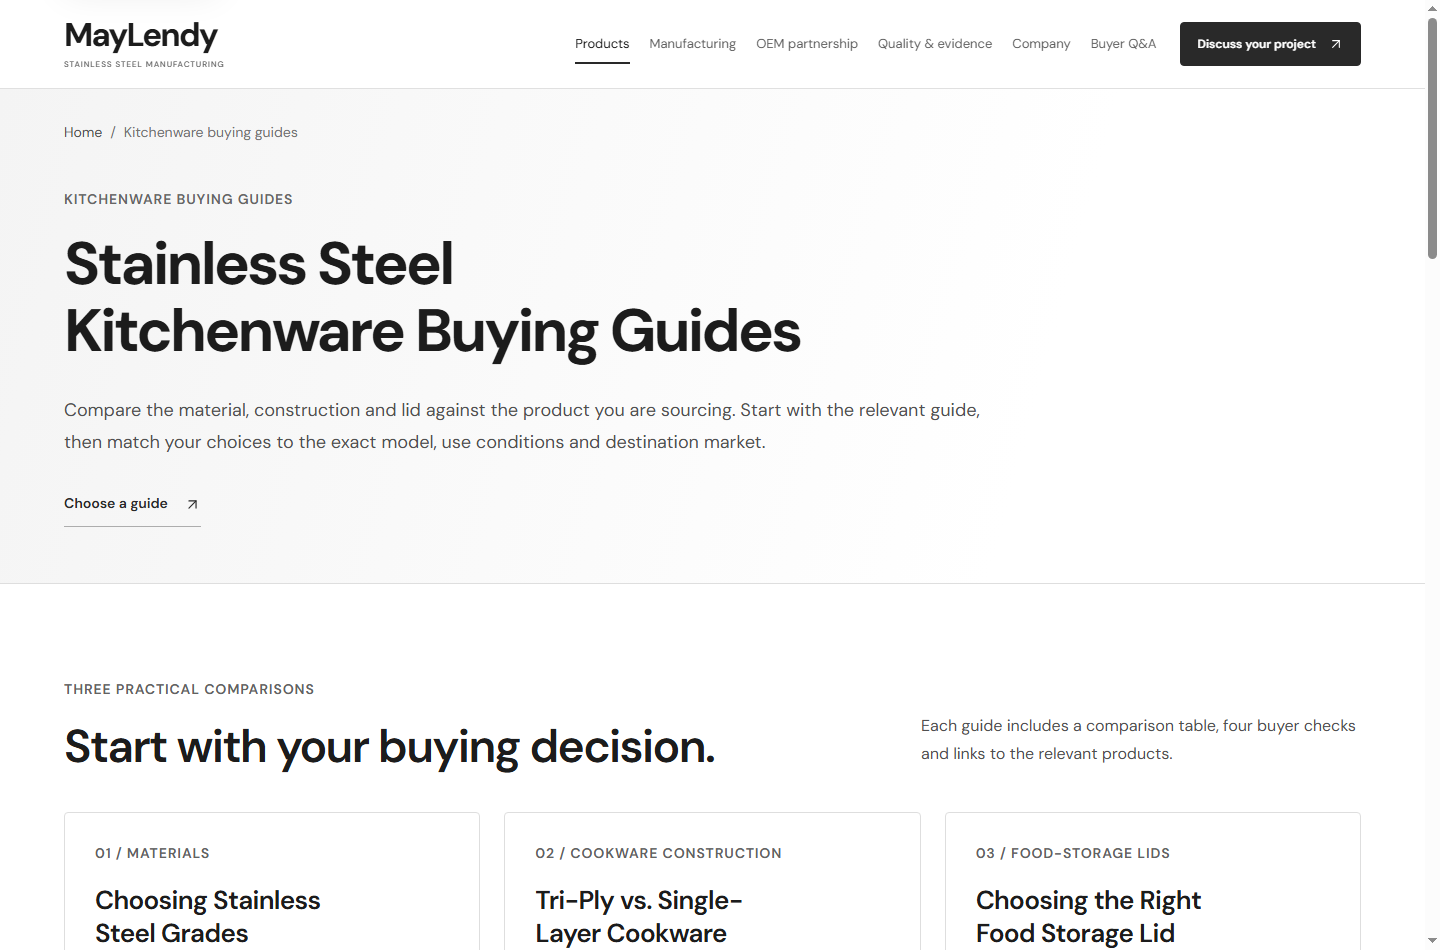 MayLendy
STAINLESS STEEL MANUFACTURING
Products
Manufacturing
OEM partnership
Quality & evidence
Company
Buyer Q&A
Discuss your project
Home / Kitchenware buying guides
KITCHENWARE BUYING GUIDES
Stainless Steel
Kitchenware Buying Guides
Compare the material, construction and lid against the product you are sourcing. Start with the relevant guide,
then match your choices to the exact model, use conditions and destination market.
Choose a guide
THREE PRACTICAL COMPARISONS
Start with your buying decision.
Each guide includes a comparison table, four buyer checks
and links to the relevant products.
01 / MATERIALS
Choosing Stainless
Steel Grades
02 / COOKWARE CONSTRUCTION
Tri-Ply vs. Single-
Layer Cookware
03 / FOOD-STORAGE LIDS
Choosing the Right
Food Storage Lid